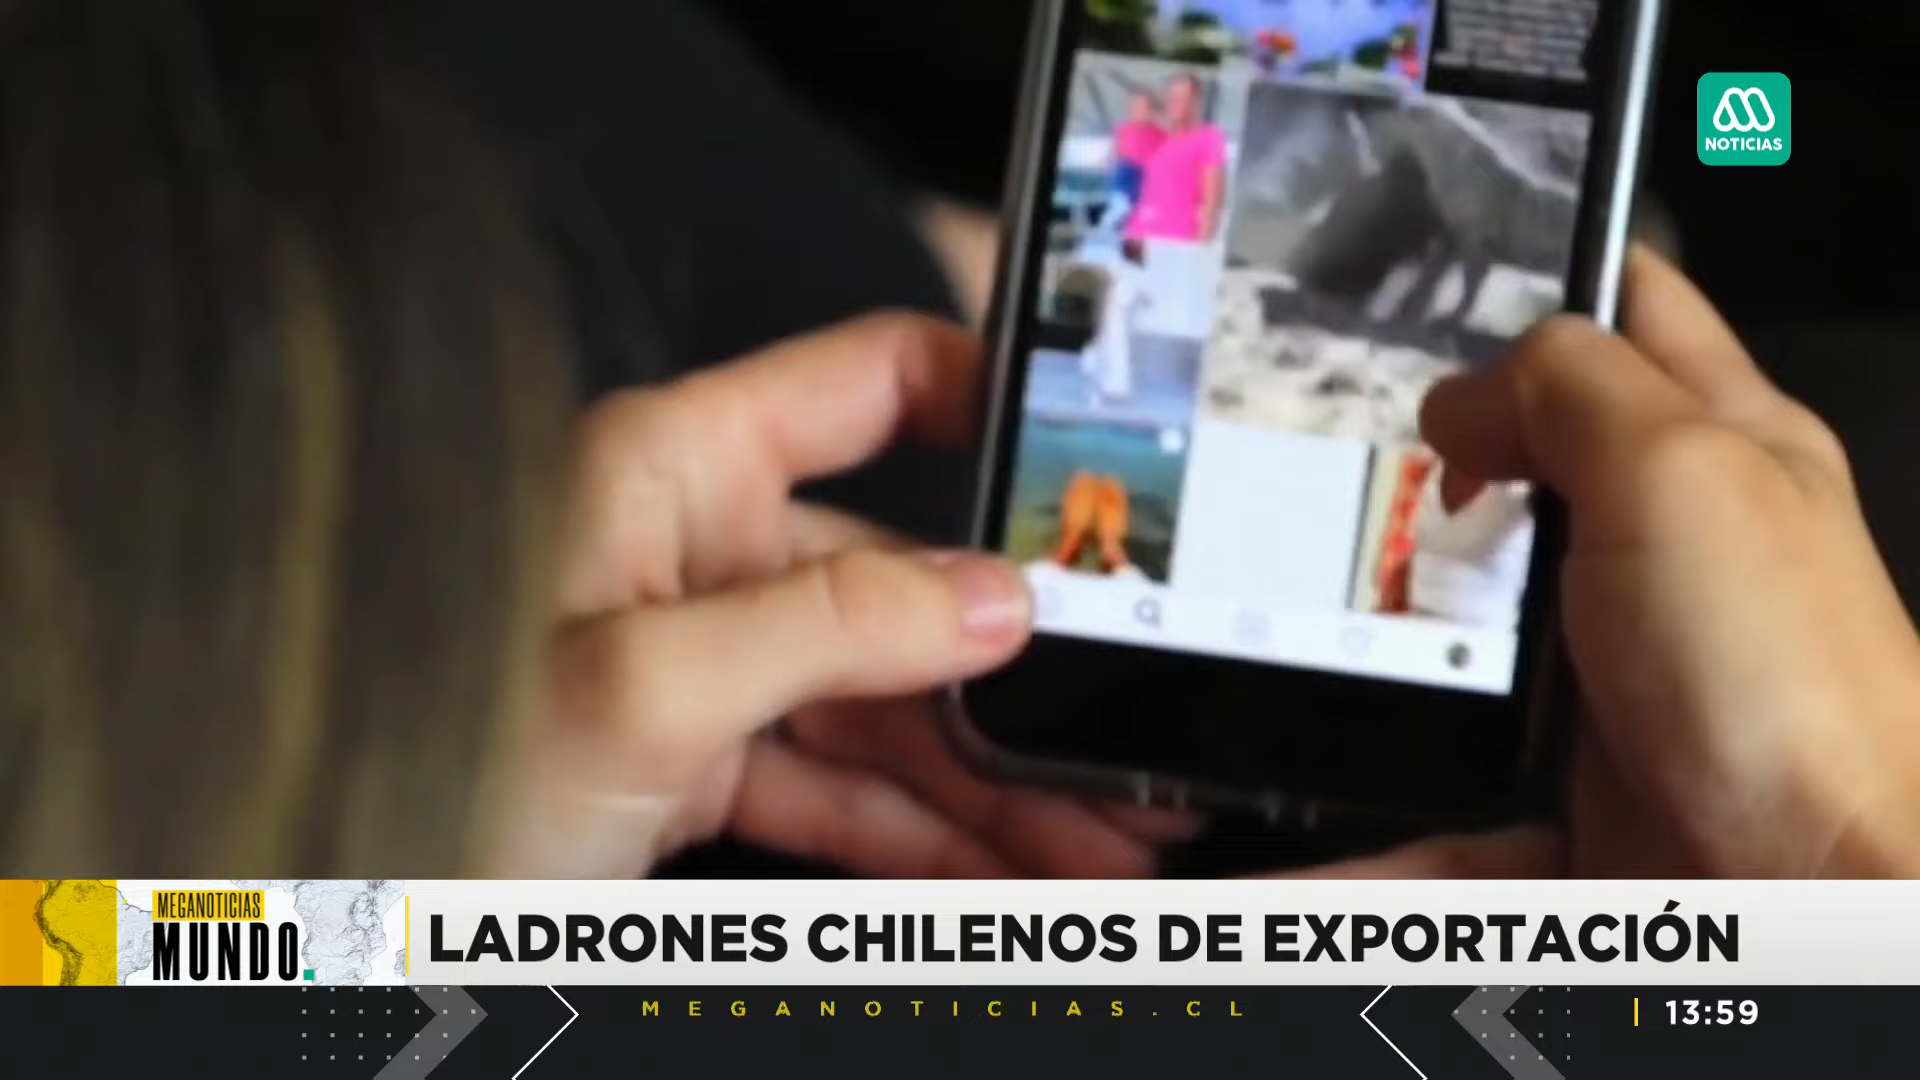 NOTICIAS
MEGANOTICIAS
MUNDO.
LADRONES CHILENOS DE EXPORTACIÓN
MEGANOTICIAS.CL
13:59